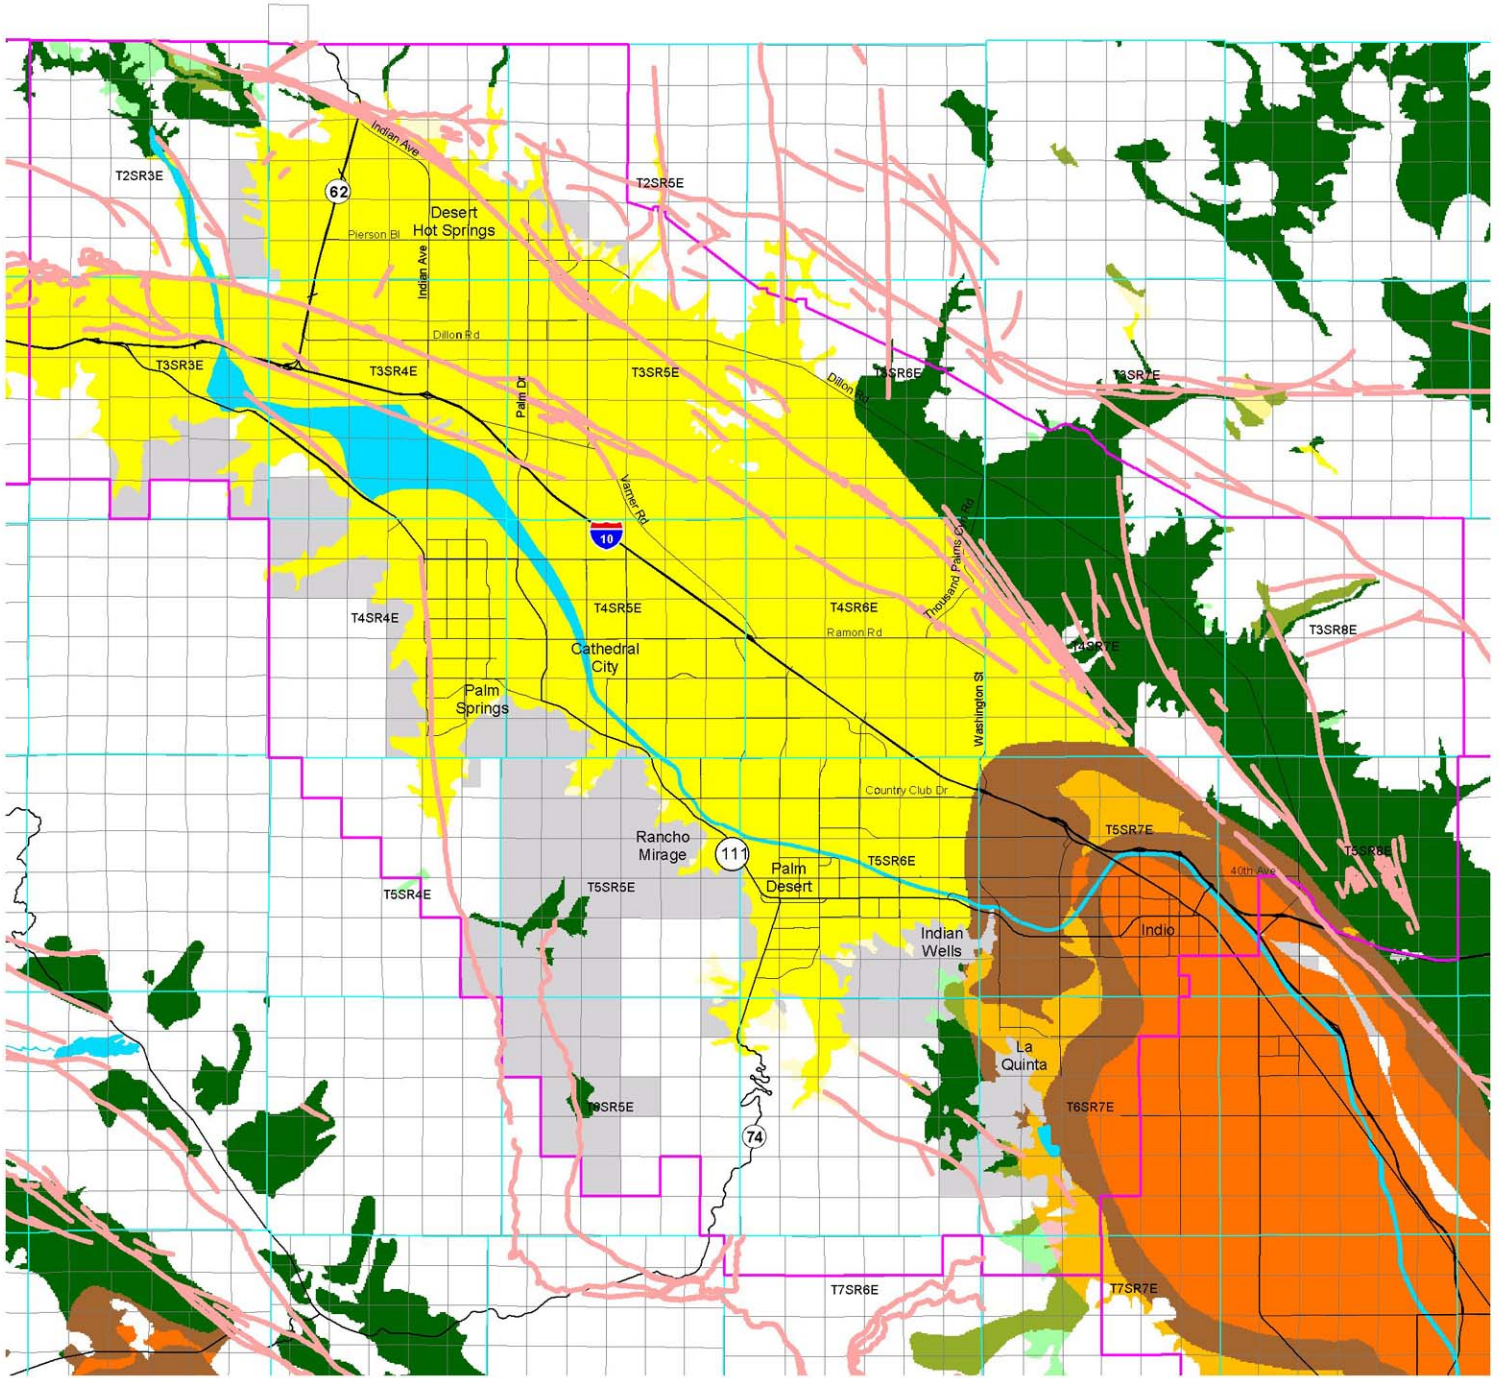 Indian Ave
T2SR3E
T2SR5E
62
Desert
Hot Springs
Pierson Bl
Indian Ave
Dillon Rd
T3SR3E
T3SR4E
T3SR5E
T3SR7E
Palm Dr
Dillon Rd
Varner Rd
10
Thousand Palms Cyn Rd
T4SR4E
T4SR5E
T4SR6E
Ramon Rd
T3SR8E
T4SR7E
Cathedral
City
Palm
Springs
Washington St
Country Club Dr
Rancho
Mirage
111
T5SR7E
T5SR6E
T5SR8E
Palm
Desert
40th Ave
T5SR4E
T5SR5E
Indian
Wells
Indio
La
Quinta
T6SR5E
T6SR7E
74
T7SR6E
T7SR7E